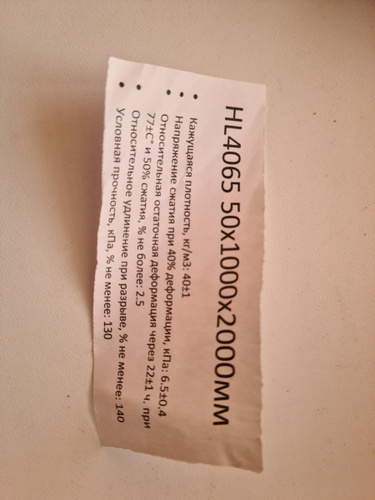 HL4065 50x1000x2000мм
• Кажущаяся плотность, кг/м3: 40±1
• Напряжение сжатия при 40% деформации, кПа: 6.5±0,4
• Относительная остаточная деформация через 22±1 ч. при
77±С° и 50% сжатия, % не более: 2.5
• Относительное удлинение при разрыве, % не менее: 140
• Условная прочность, кПа, % не менее: 130